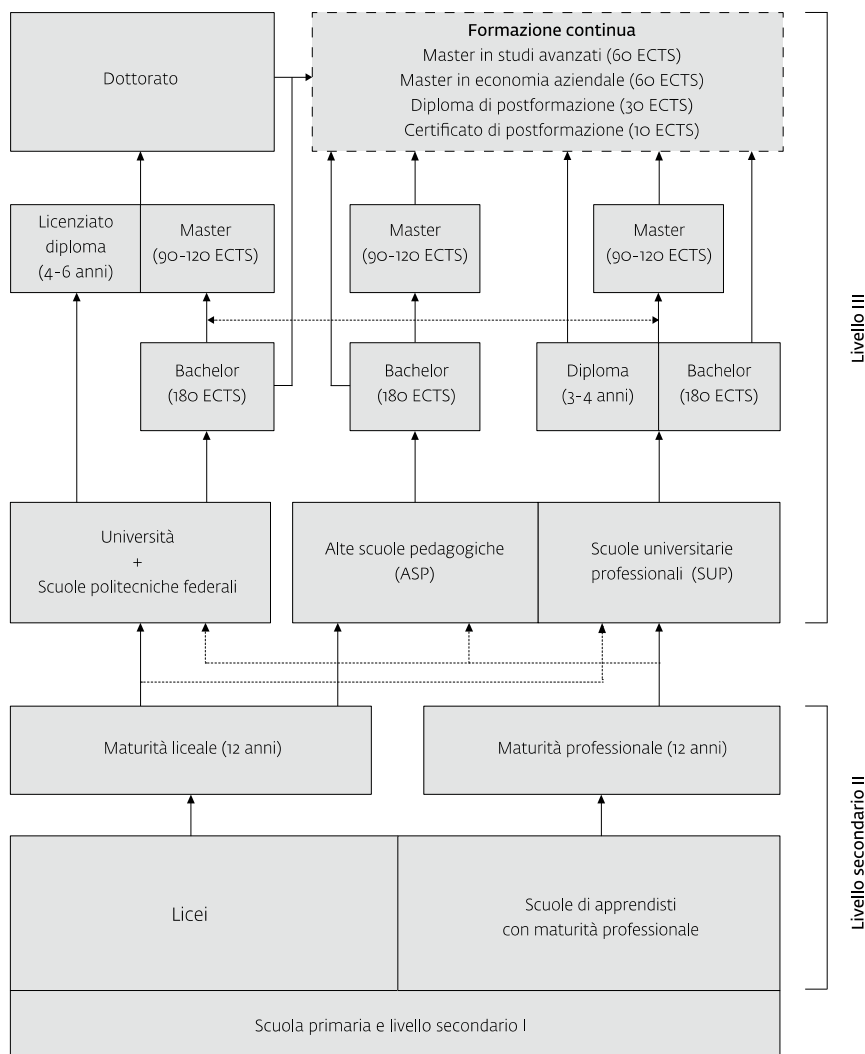 Dottorato
Formazione continua
Master in studi avanzati (60 ECTS)
Master in economia aziendale (60 ECTS)
Diploma di postformazione (30 ECTS)
Certificato di postformazione (10 ECTS)
Licenziato
diploma
(4-6 anni)
Master
(90-120 ECTS)
Master
(90-120 ECTS)
Master
(90-120 ECTS)
Bachelor
(180 ECTS)
Bachelor
(180 ECTS)
Diploma
(3-4 anni)
Bachelor
(180 ECTS)
Livello III
Università
+
Scuole politecniche federali
Alte scuole pedagogiche
(ASP)
Scuole universitarie
professionali (SUP)
Maturità liceale (12 anni)
Maturità professionale (12 anni)
Licei
Scuole di apprendisti
con maturità professionale
Livello secondario II
Scuola primaria e livello secondario I